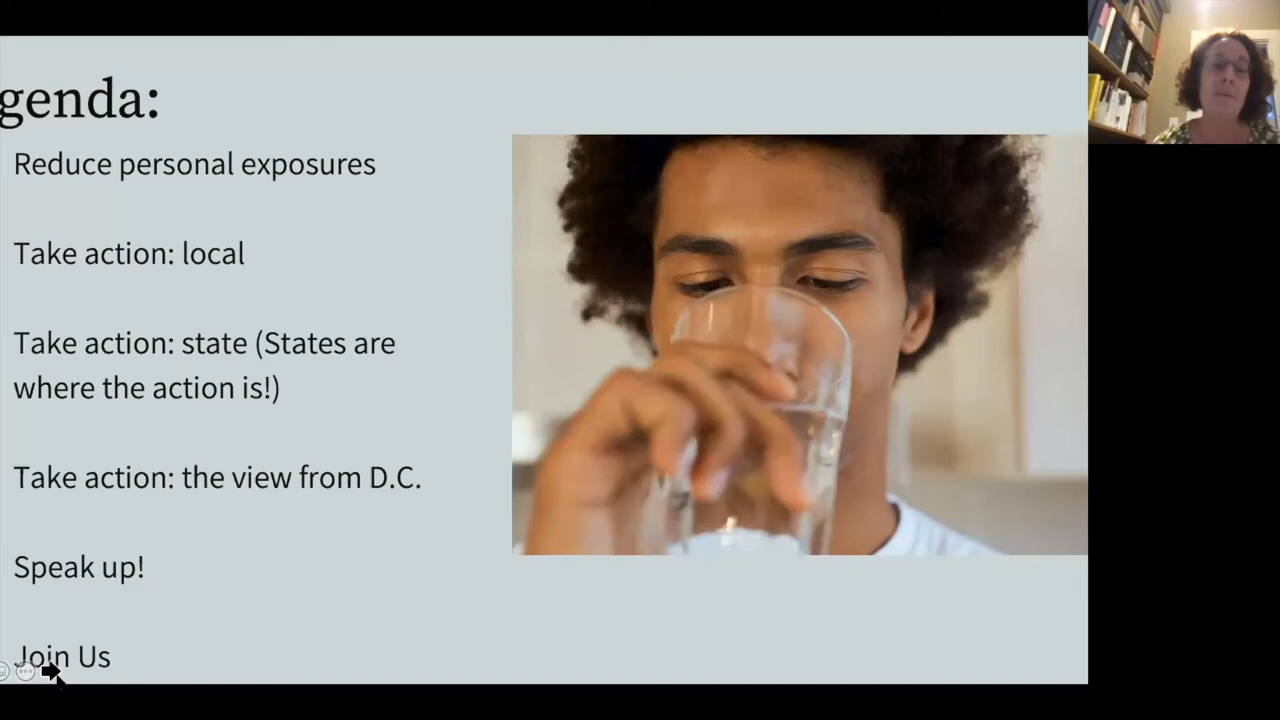 genda:
Reduce personal exposures
Take action: local
Take action: state (States are
where the action is!)
Take action: the view from D.C.
Speak up!
Join Us